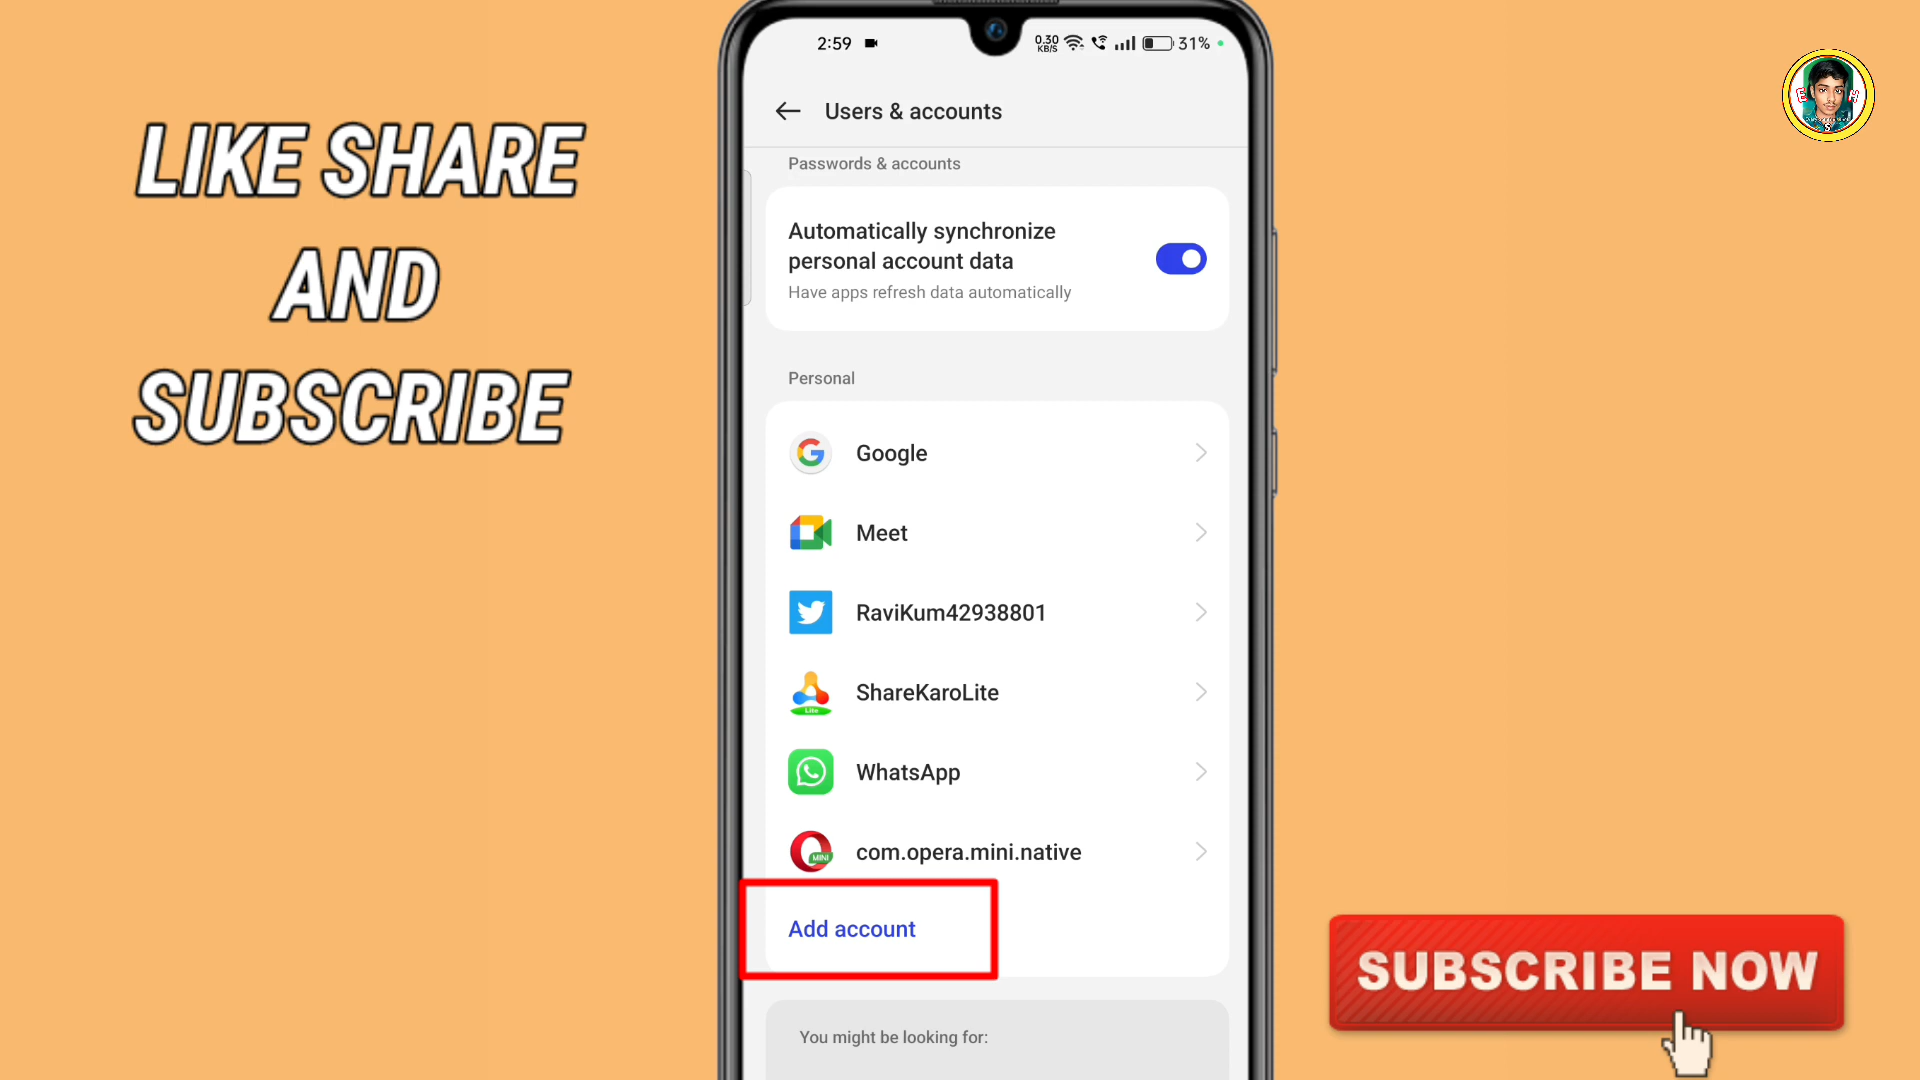 LIKE SHARE
AND
SUBSCRIBE
2:59
0.30
KB/S
31%
Users & accounts
Passwords & accounts
Automatically synchronize
personal account data
Have apps refresh data automatically
Personal
Google
Meet
RaviKum42938801
ShareKaroLite
Lite
WhatsApp
com.opera.mini.native
MINI
Add account
You might be looking for:
SUBSCRIBE NOW